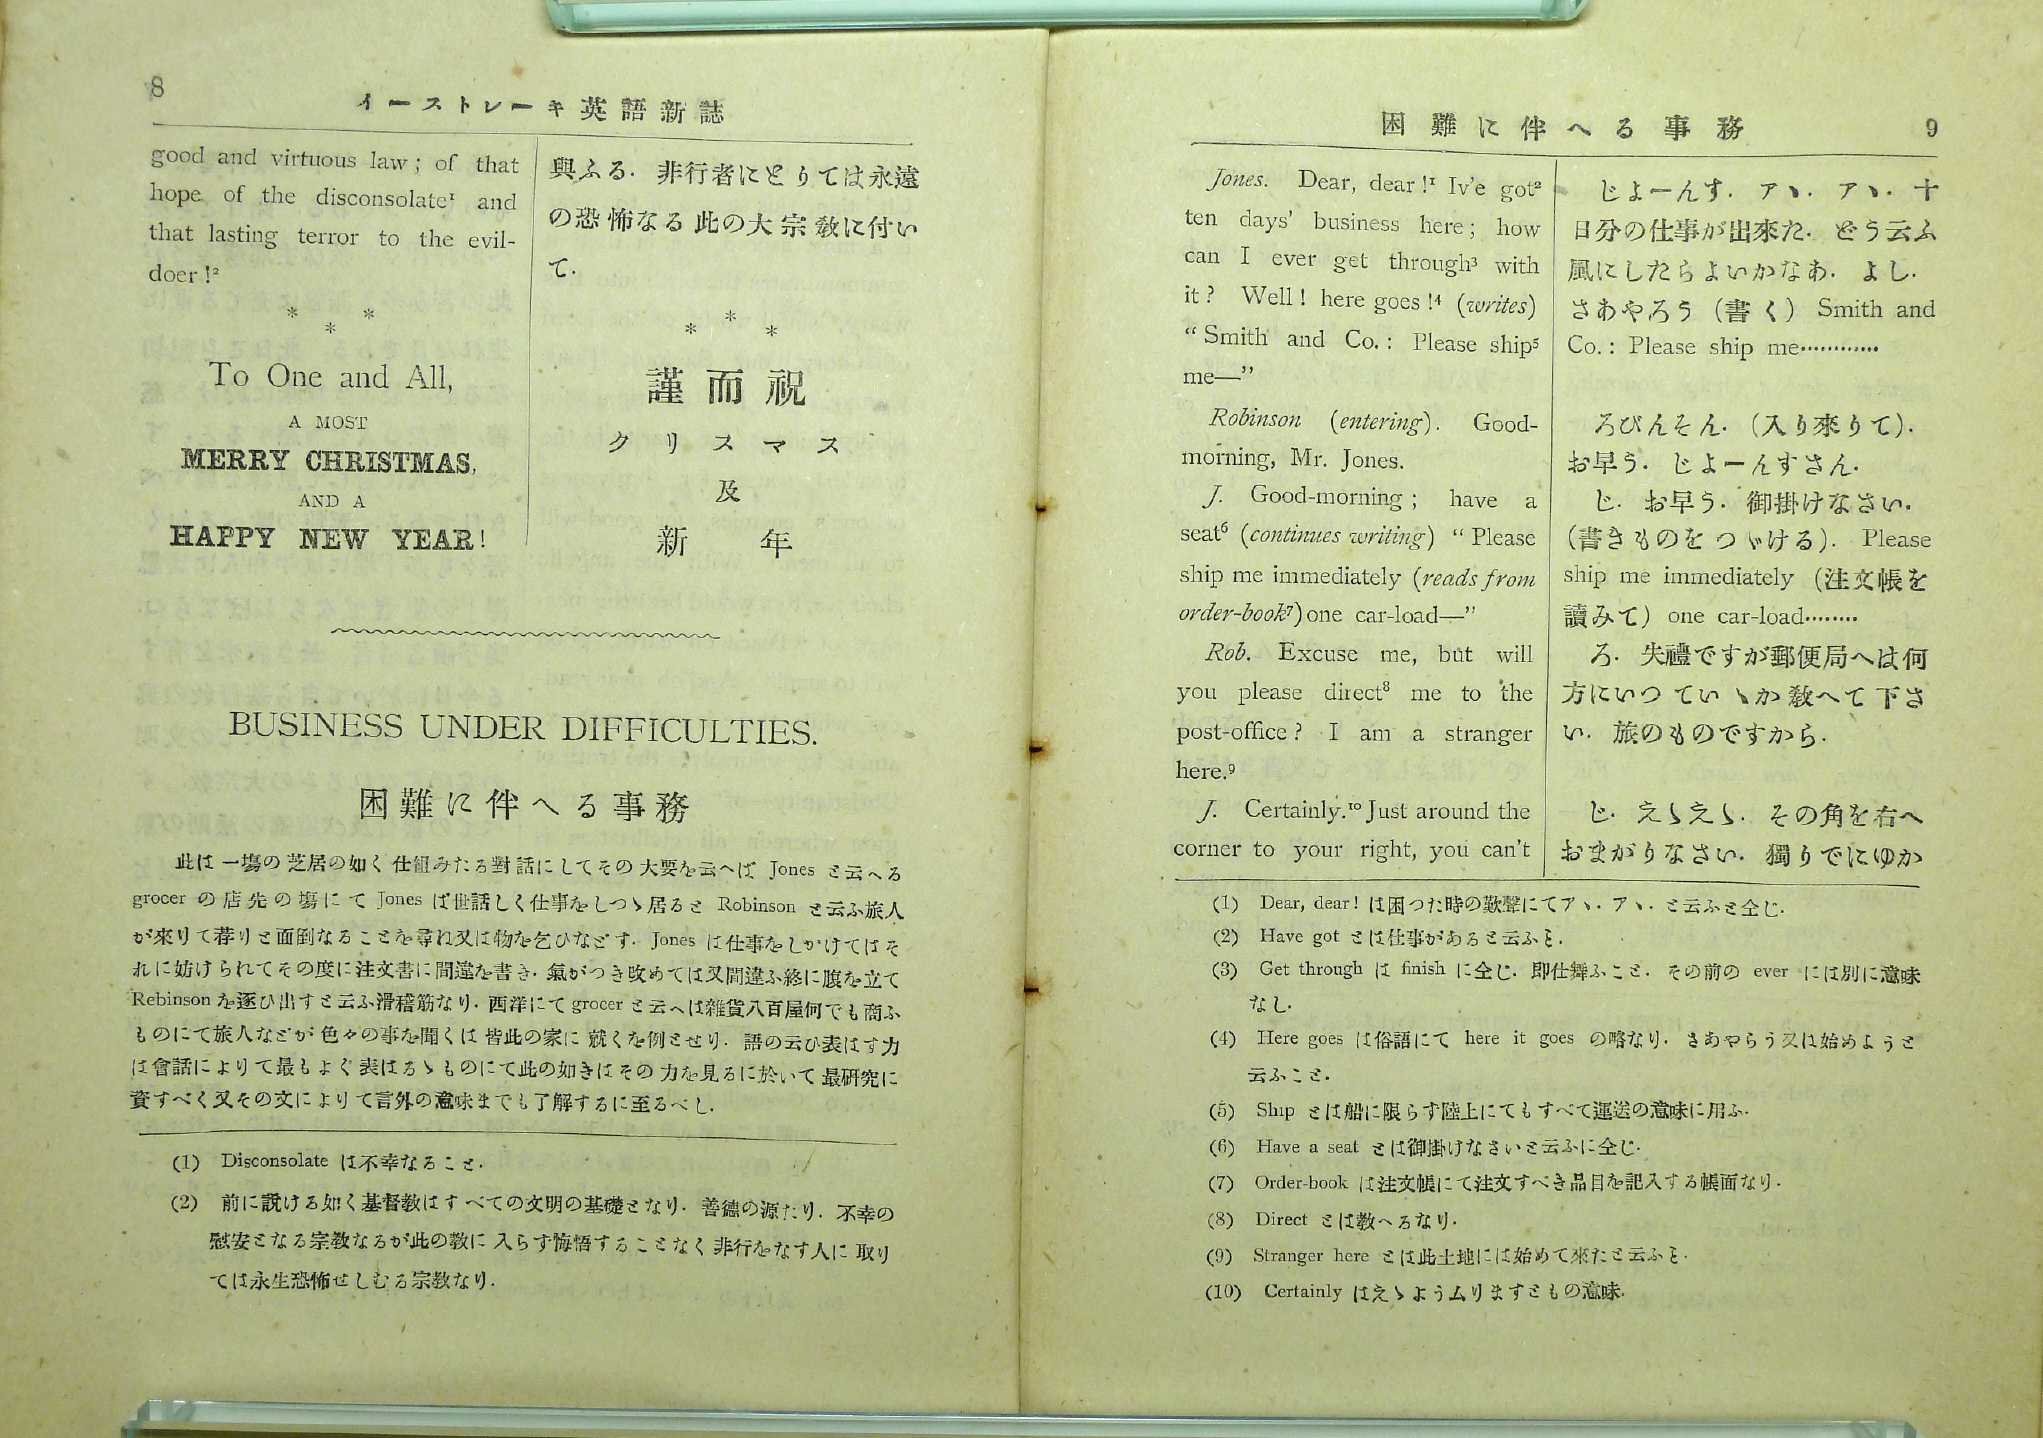 8
イーストレーキ英語新誌
good and virtuous law; of that
hope of the disconsolate¹ and
that lasting terror to the evil-
doer!²
* * *
To One and All,
A MOST
MERRY CHRISTMAS,
AND A
HAPPY NEW YEAR!
與ふる. 非行者にとりては永遠
の恐怖なる此の大宗敎に付い
て.
* * *
謹而祝
クリスマス
及
新年
BUSINESS UNDER DIFFICULTIES.
困難に伴へる事務
此は一塲の芝居の如く仕組みたる對話にしてその大要を云へば Jones と云へる
grocer の店先の塲にて Jones ば世話しく仕事をしつゝ居ると Robinson と云ふ旅人
が來りて荐りと面倒なることを尋ね又は物を乞ひなどす. Jones は仕事をしかけてはそ
れに妨げられてその度に注文書に間違を書き. 氣がつき改めては又間違ふ終に腹を立て
Rebinson を逐ひ出すと云ふ滑稽筋なり. 西洋にて grocer と云へは雜貨八百屋何でも商ふ
ものにて旅人などが色々の事を聞くは皆此の家に就くを例とせり. 語の云ひ表はす力
は會話によりて最もよぐ表はるゝものにて此の如きはその力を見るに於いて最硏究に
資すべく又その文によりて言外の意味までも了解するに至るべし.
(1) Disconsolate は不幸なること.
(2) 前に說ける如く基督敎はすべての文明の基礎となり. 善德の源たり. 不幸の
慰安となる宗敎なるが此の敎に入らず悔悟することなく非行をなす人に取り
ては永生恐怖せしむる宗敎なり.
困難に伴へる事務
9
Jones. Dear, dear!¹ Iv'e got²
ten days' business here; how
can I ever get through³ with
it? Well! here goes!⁴ (writes)
“Smith and Co.: Please ship⁵
me—”
Robinson (entering). Good-
morning, Mr. Jones.
J. Good-morning; have a
seat⁶ (continues writing) “Please
ship me immediately (reads from
order-book⁷) one car-load—”
Rob. Excuse me, but will
you please direct⁸ me to the
post-office? I am a stranger
here.⁹
J. Certainly.¹⁰ Just around the
corner to your right, you can't
じよーんす. アヽ. アヽ. 十
日分の仕事が出來た. どう云ふ
風にしたらよいかなあ. よし.
さあやろう (書く) Smith and
Co.: Please ship me…………
ろびんそん. (入り來りて).
お早う. じよーんすさん.
じ. お早う. 御掛けなさい.
(書きものをつゞける). Please
ship me immediately (注文帳を
讀みて) one car-load………
ろ. 失禮ですが郵便局へは何
方にいつていゝか敎へて下さ
い. 旅のものですから.
じ. えゝえゝ. その角を右へ
おまがりなさい. 獨りでにゆか
(1) Dear, dear! は困つた時の歎聲にてアヽ. アヽ. と云ふと仝じ.
(2) Have got とは仕事があると云ふこと.
(3) Get through は finish に仝じ. 即仕舞ふこと. その前の ever には別に意味
なし.
(4) Here goes は俗語にて here it goes の略なり. さあやらう又は始めようと
云ふこと.
(5) Ship とは船に限らず陸上にてもすべて運送の意味に用ふ.
(6) Have a seat とは御掛けなさいと云ふに仝じ.
(7) Order-book は注文帳にて注文すべき品目を記入する帳面なり.
(8) Direct とは敎へるなり.
(9) Stranger here とは此土地には始めて來たと云ふこと.
(10) Certainly はえゝようムりますともの意味.